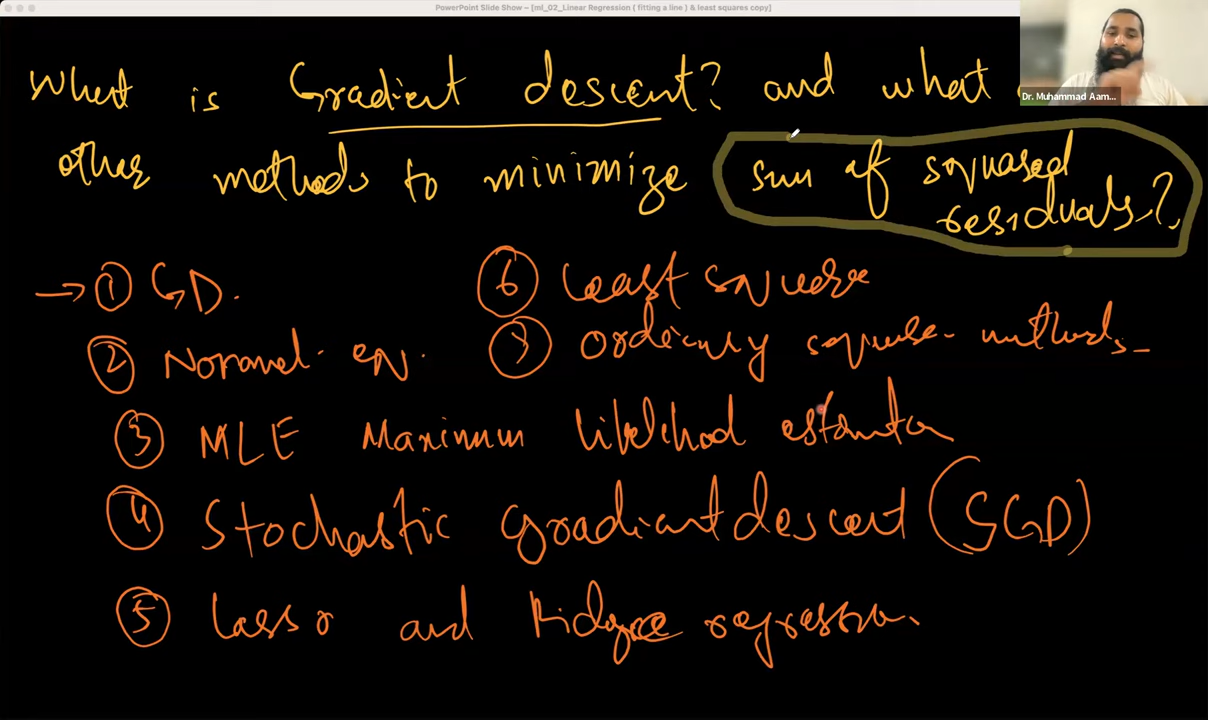 PowerPoint Slide Show – [ml_02_Linear Regression ( fitting a line ) & least squares copy]
What is Gradient descent? and what
Dr. Muhammad Aam...
other methods to minimize sum of squared residuals?
→ ① GD.
⑥ Least square
② Normal eq.
⑦ Ordinary square methods
③ MLE Maximum likelihood estimation
④ Stochastic gradient descent (SGD)
⑤ Lasso and Ridge regression.